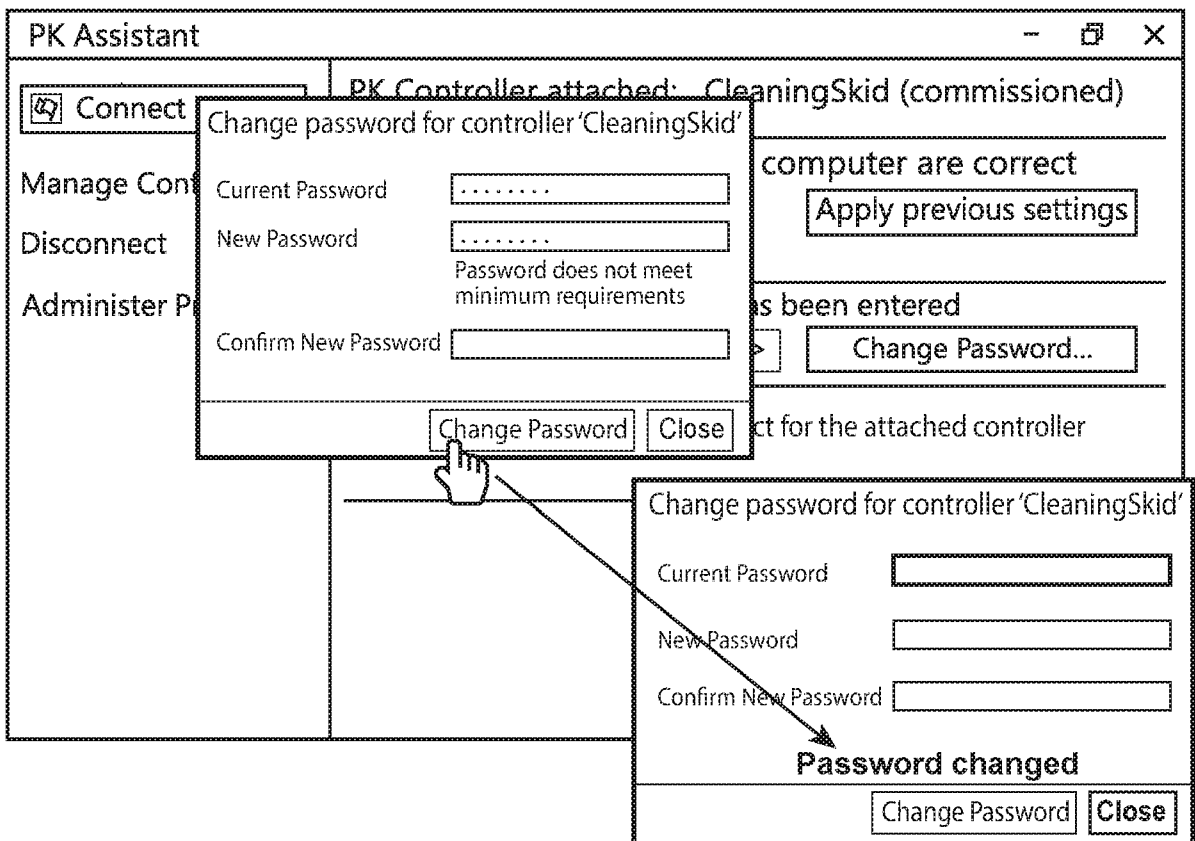 PK Assistant
Connect
PK Controller attached: CleaningSkid (commissioned)
Change password for controller 'CleaningSkid'
computer are correct
Manage Cont
Current Password ........
Apply previous settings
Disconnect
New Password ........
Password does not meet
minimum requirements
Administer P
as been entered
Confirm New Password
> Change Password...
Change Password Close
ct for the attached controller
Change password for controller 'CleaningSkid'
Current Password
New Password
Confirm New Password
Password changed
Change Password Close